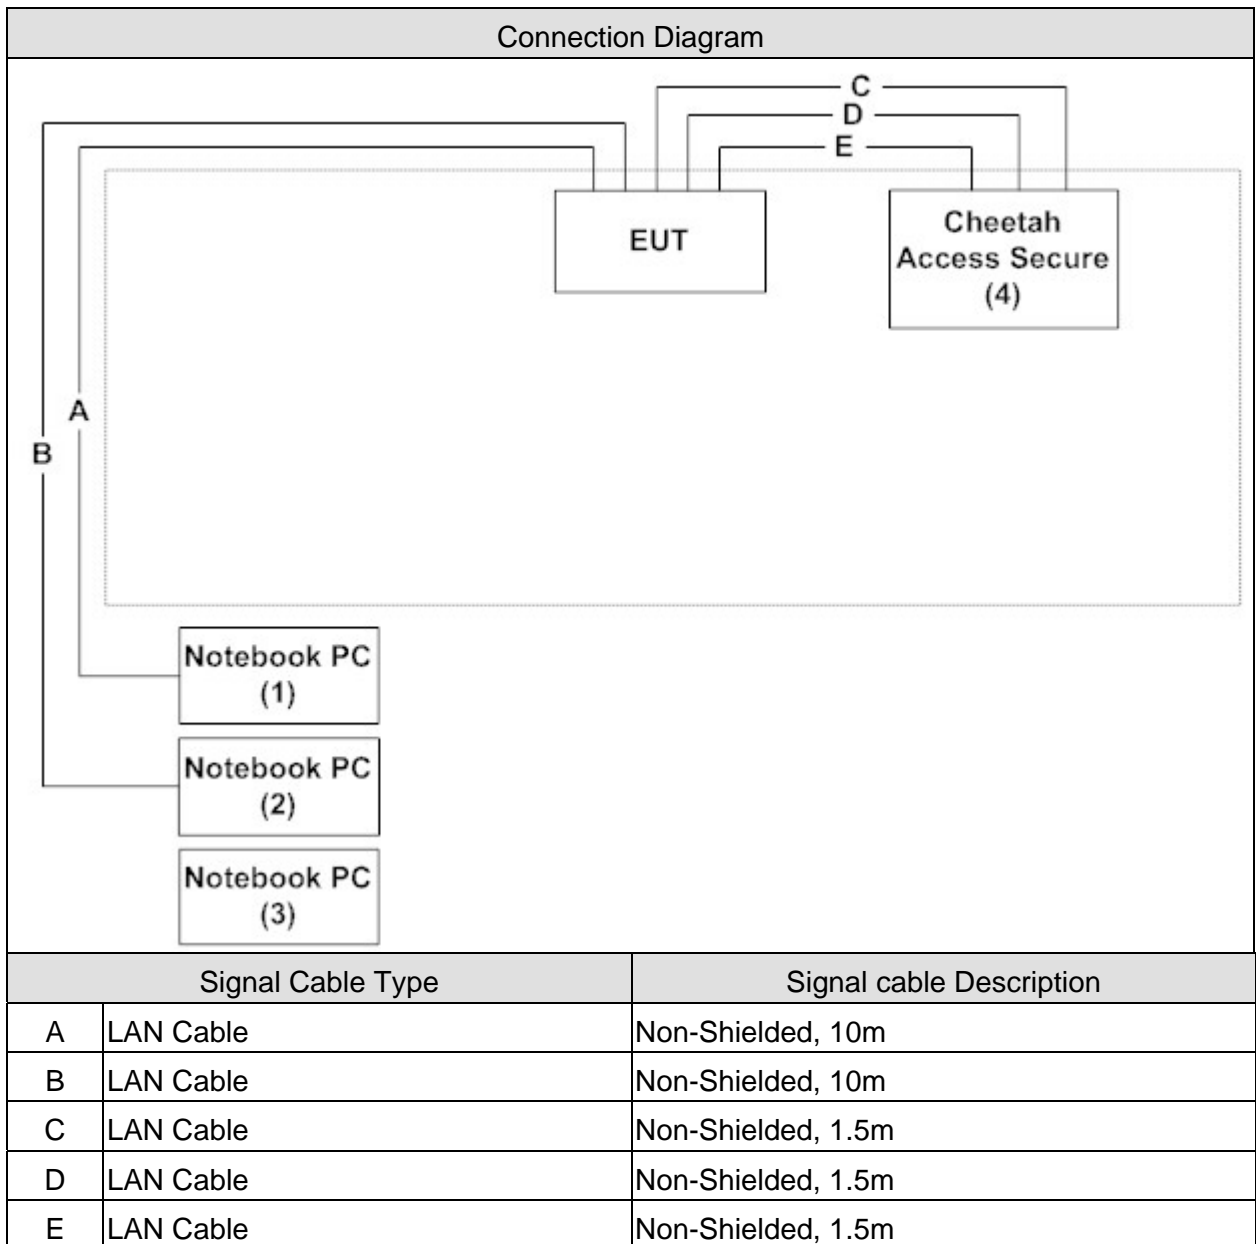 Connection Diagram
C
D
E
EUT
Cheetah
Access Secure
(4)
A
B
Notebook PC
(1)
Notebook PC
(2)
Notebook PC
(3)
Signal Cable Type Signal cable Description
A LAN Cable Non-Shielded, 10m
B LAN Cable Non-Shielded, 10m
C LAN Cable Non-Shielded, 1.5m
D LAN Cable Non-Shielded, 1.5m
E LAN Cable Non-Shielded, 1.5m